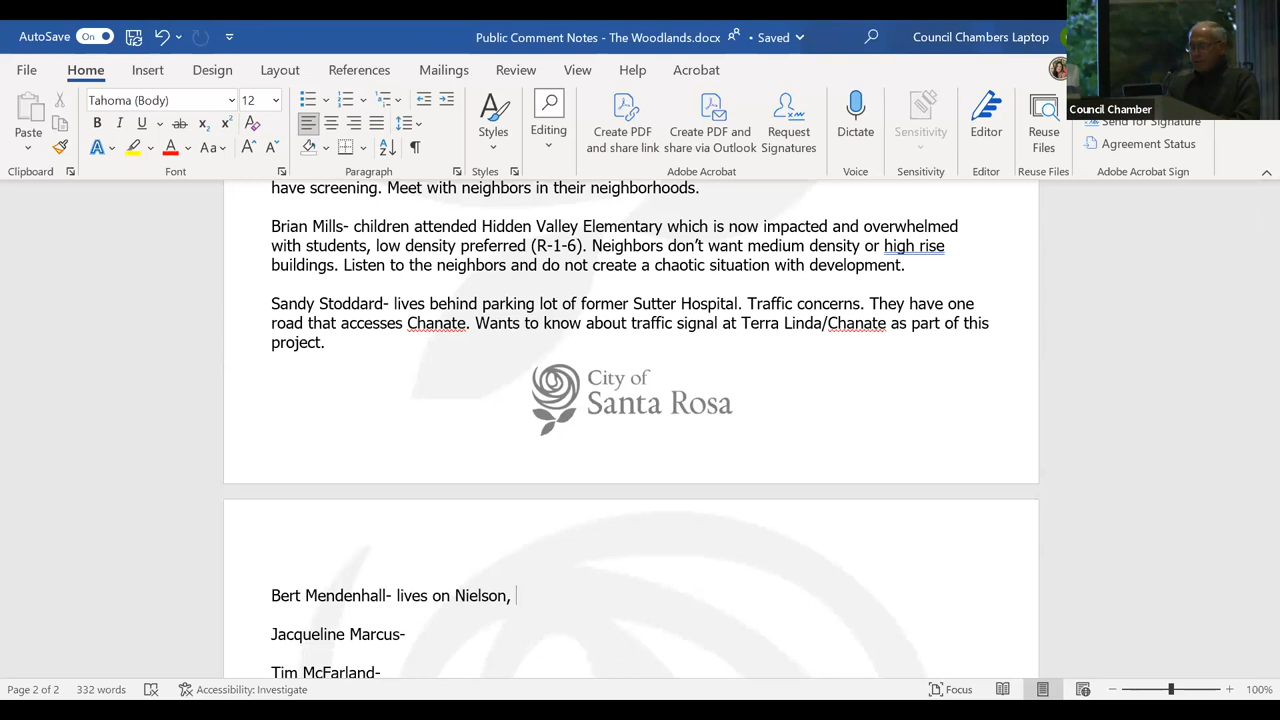 AutoSave On
Public Comment Notes - The Woodlands.docx • Saved
Council Chambers Laptop
Council Chamber
File Home Insert Design Layout References Mailings Review View Help Acrobat
Tahoma (Body) 12
Paste
Styles
Editing
Create PDF and share link
Create PDF and share via Outlook
Request Signatures
Dictate
Sensitivity
Editor
Reuse Files
Send for Signature
Agreement Status
Clipboard Font Paragraph Styles Adobe Acrobat Voice Sensitivity Editor Reuse Files Adobe Acrobat Sign
have screening. Meet with neighbors in their neighborhoods.
Brian Mills- children attended Hidden Valley Elementary which is now impacted and overwhelmed
with students, low density preferred (R-1-6). Neighbors don’t want medium density or high rise
buildings. Listen to the neighbors and do not create a chaotic situation with development.
Sandy Stoddard- lives behind parking lot of former Sutter Hospital. Traffic concerns. They have one
road that accesses Chanate. Wants to know about traffic signal at Terra Linda/Chanate as part of this
project.
City of
Santa Rosa
Bert Mendenhall- lives on Nielson,
Jacqueline Marcus-
Tim McFarland-
Page 2 of 2 332 words Accessibility: Investigate Focus 100%